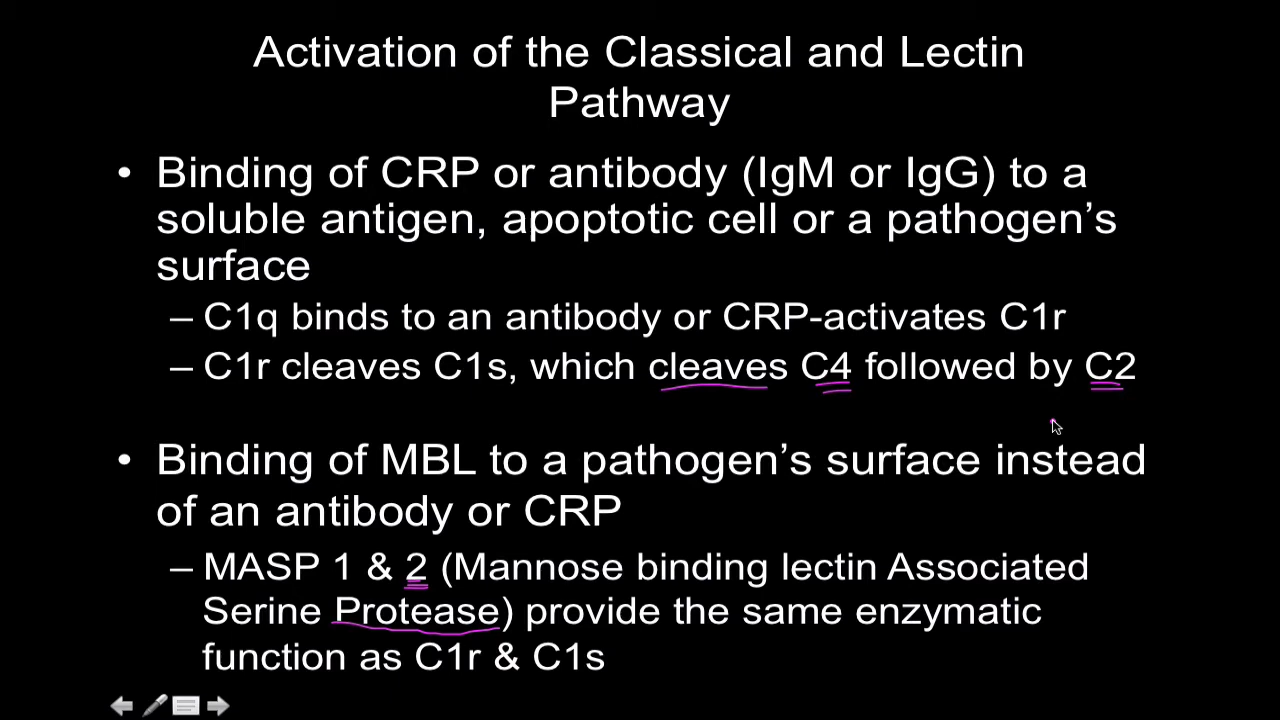 Activation of the Classical and Lectin
Pathway
• Binding of CRP or antibody (IgM or IgG) to a
soluble antigen, apoptotic cell or a pathogen’s
surface
– C1q binds to an antibody or CRP-activates C1r
– C1r cleaves C1s, which cleaves C4 followed by C2
• Binding of MBL to a pathogen’s surface instead
of an antibody or CRP
– MASP 1 & 2 (Mannose binding lectin Associated
Serine Protease) provide the same enzymatic
function as C1r & C1s